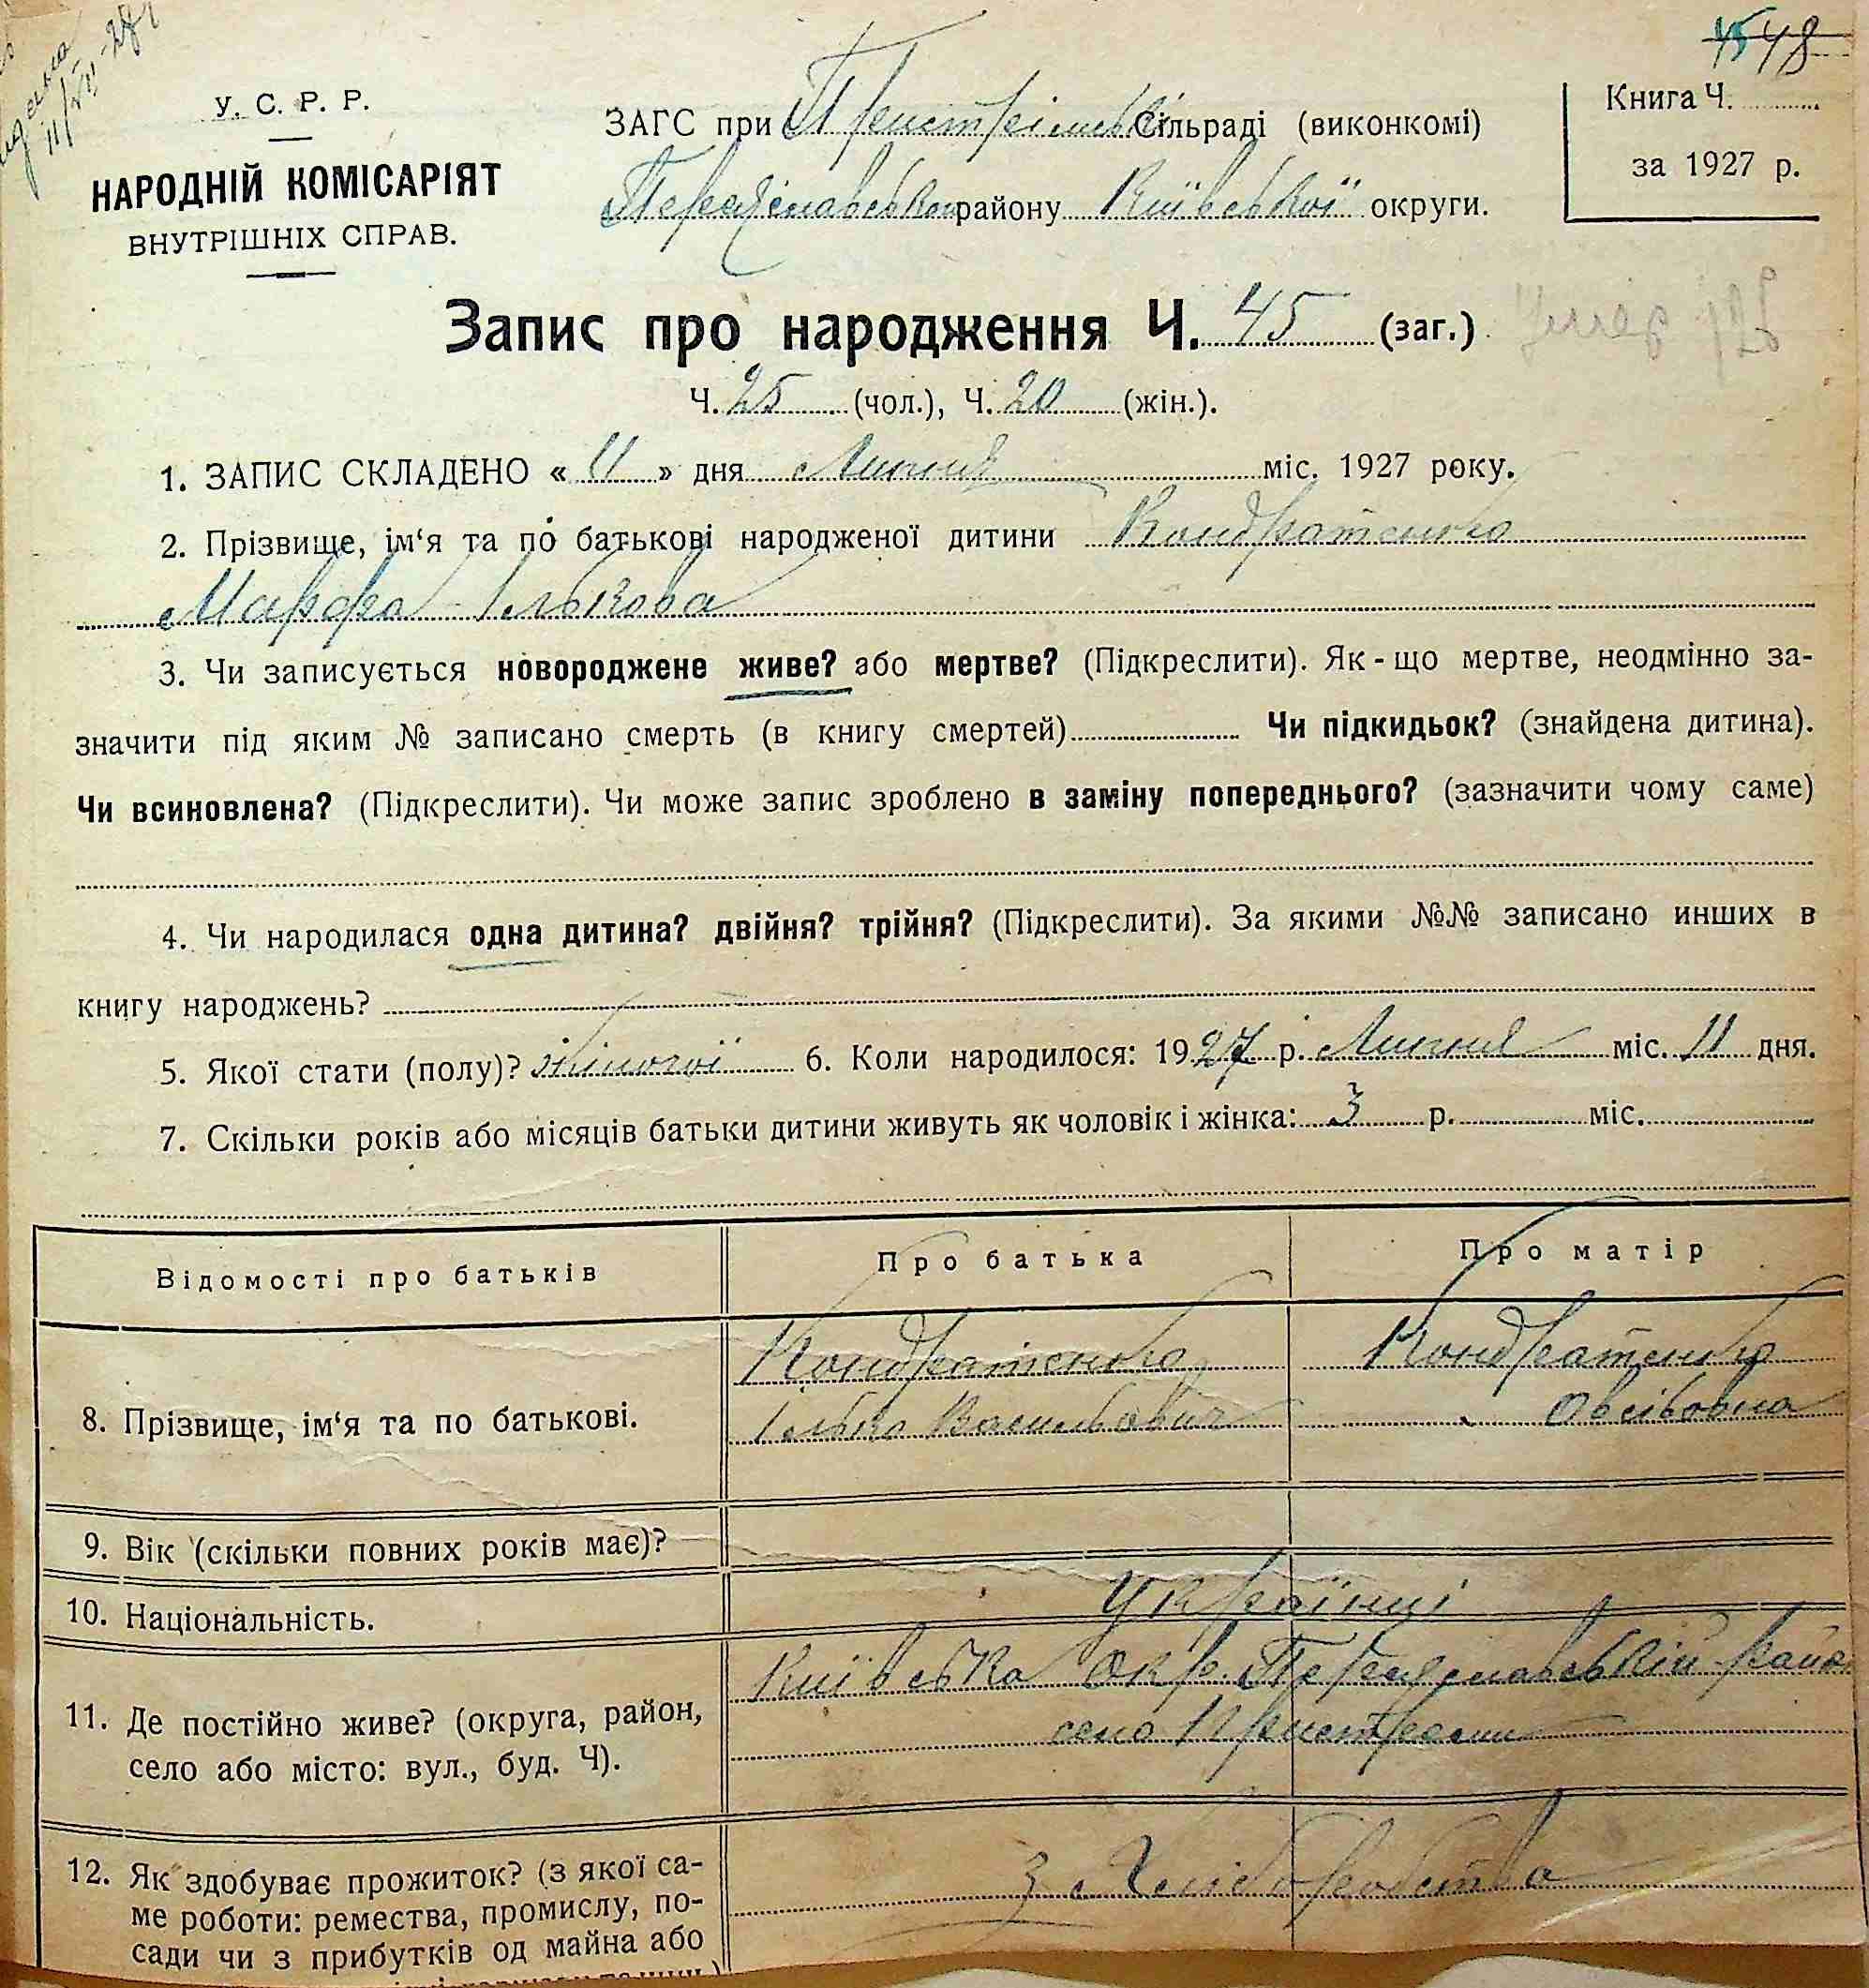 48
У. С. Р. Р.
НАРОДНІЙ КОМІСАРІЯТ
ВНУТРІШНІХ СПРАВ.
ЗАГС при Пристрімській Сільраді (виконкомі)
Переяславськом району Київської округи.
Книга Ч.
за 1927 р.
Запис про народження Ч. 45 (заг.)
Ч. 25 (чол.), Ч. 20 (жін.).
1. ЗАПИС СКЛАДЕНО « 11 » дня Липня міс. 1927 року.
2. Прізвище, ім‘я та по батькові народженої дитини Кондратенко
Марфа Ількова
3. Чи записується новороджене живе? або мертве? (Підкреслити). Як-що мертве, неодмінно за-
значити під яким № записано смерть (в книгу смертей) Чи підкидьок? (знайдена дитина).
Чи всиновлена? (Підкреслити). Чи може запис зроблено в заміну попереднього? (зазначити чому саме)
4. Чи народилася одна дитина? двійня? трійня? (Підкреслити). За якими №№ записано инших в
книгу народжень?
5. Якої стати (полу)? жіночої 6. Коли народилося: 1927 р. Липня міс. 11 дня.
7. Скільки років або місяців батьки дитини живуть як чоловік і жінка: 3 р. міс.
Відомості про батьків Про батька Про матір
8. Прізвище, ім‘я та по батькові. Кондратенко Кондратенко
Ілько Васильович Овсіьовна
9. Вік (скільки повних років має)?
10. Національність. Українці
11. Де постійно живе? (округа, район,
село або місто: вул., буд. Ч).
Київська Окр. Переяславській район
село Пристроми
12. Як здобуває прожиток? (з якої са-
ме роботи: ремества, промислу, по-
сади чи з прибутків од майна або
з Хліборобства